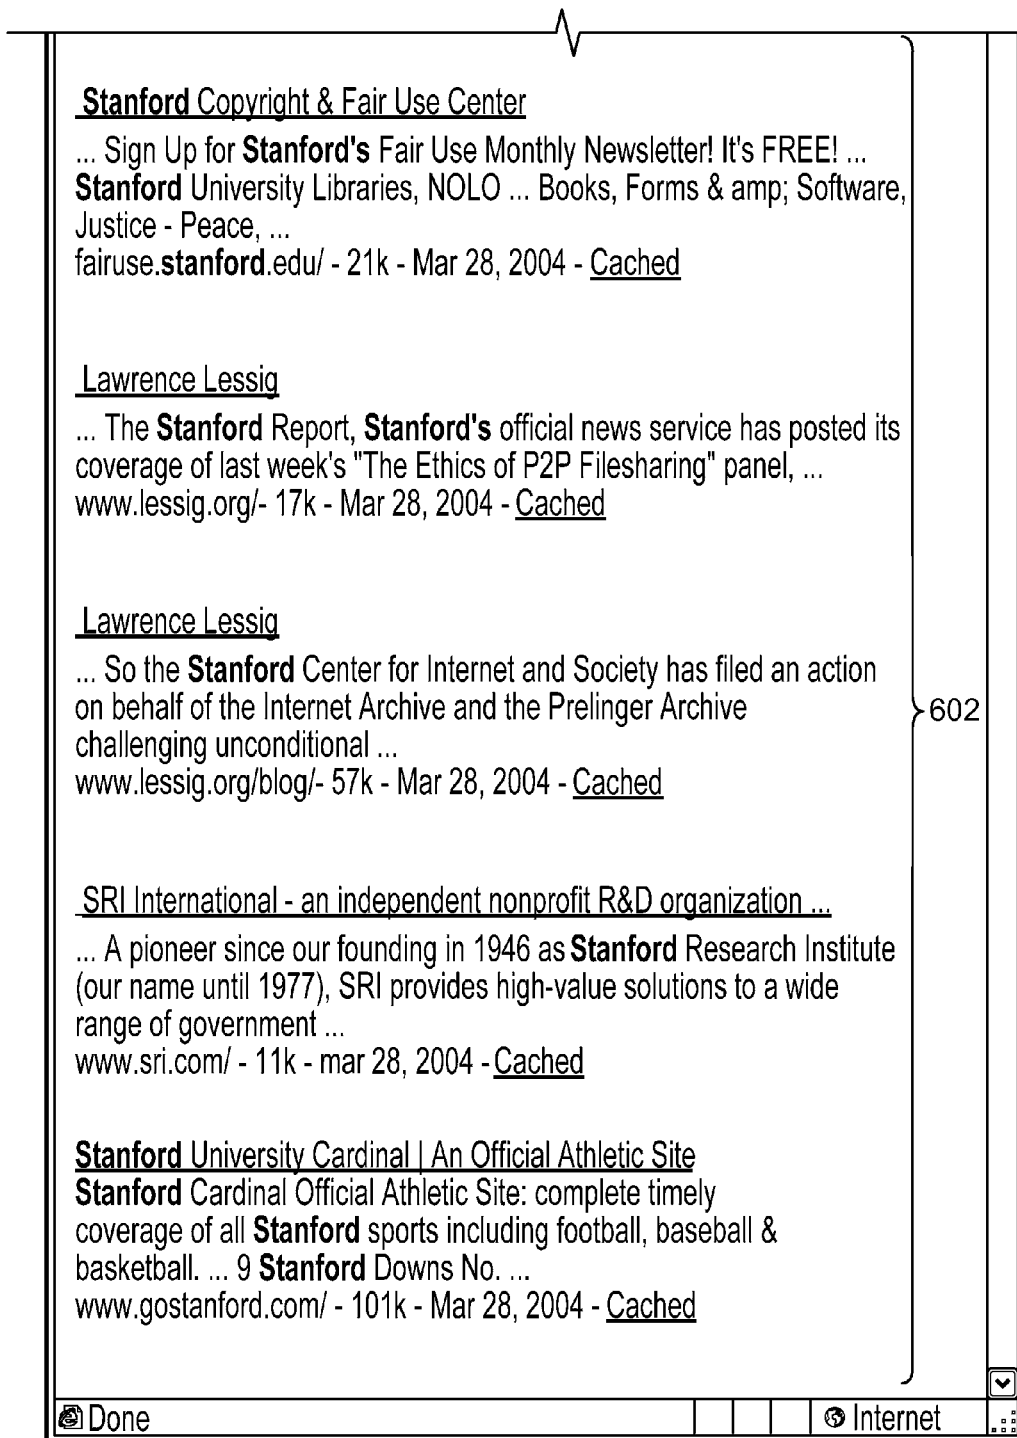 Stanford Copyright & Fair Use Center
... Sign Up for Stanford's Fair Use Monthly Newsletter! It's FREE! ...
Stanford University Libraries, NOLO ... Books, Forms & amp; Software,
Justice - Peace, ...
fairuse.stanford.edu/ - 21k - Mar 28, 2004 - Cached
Lawrence Lessig
... The Stanford Report, Stanford's official news service has posted its
coverage of last week's "The Ethics of P2P Filesharing" panel, ...
www.lessig.org/- 17k - Mar 28, 2004 - Cached
Lawrence Lessig
... So the Stanford Center for Internet and Society has filed an action
on behalf of the Internet Archive and the Prelinger Archive
challenging unconditional ...
www.lessig.org/blog/- 57k - Mar 28, 2004 - Cached
602
SRI International - an independent nonprofit R&D organization ...
... A pioneer since our founding in 1946 as Stanford Research Institute
(our name until 1977), SRI provides high-value solutions to a wide
range of government ...
www.sri.com/ - 11k - mar 28, 2004 - Cached
Stanford University Cardinal | An Official Athletic Site
Stanford Cardinal Official Athletic Site: complete timely
coverage of all Stanford sports including football, baseball &
basketball. ... 9 Stanford Downs No. ...
www.gostanford.com/ - 101k - Mar 28, 2004 - Cached
Done
Internet